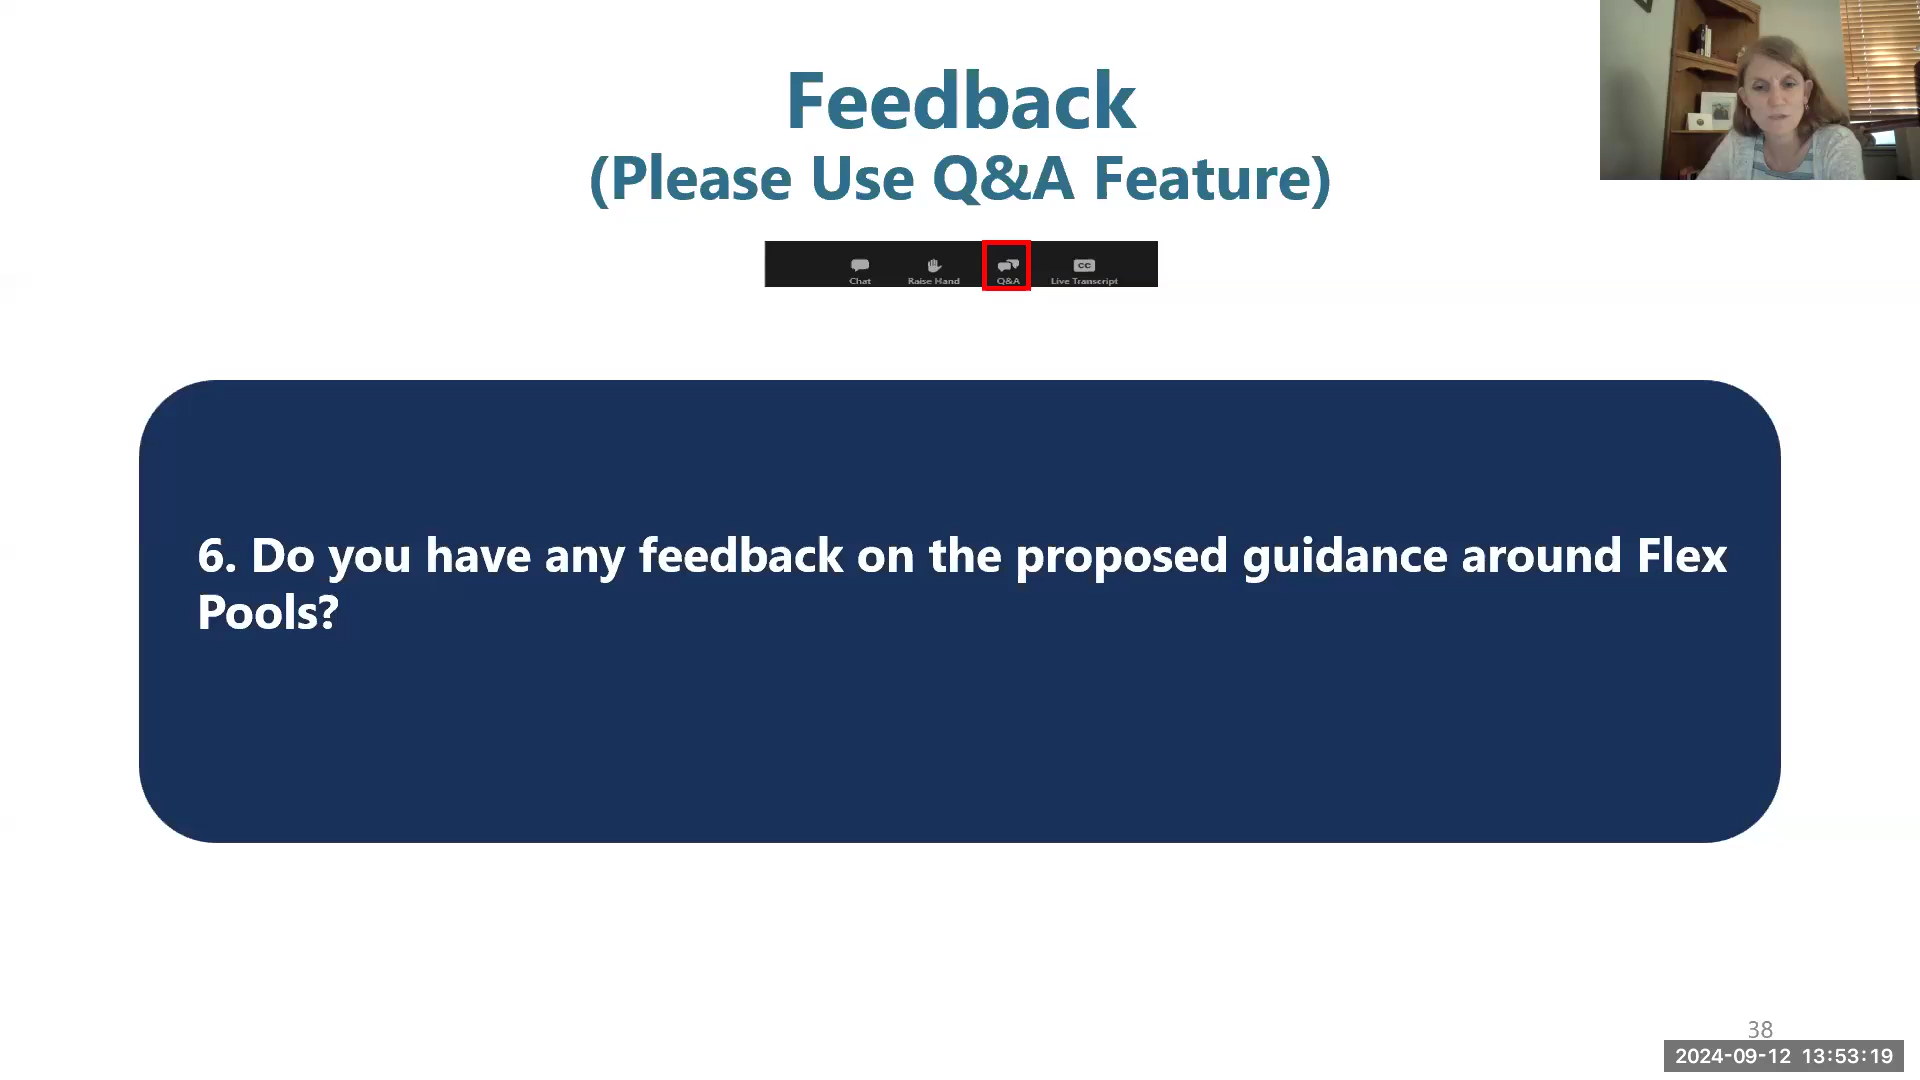 Feedback
(Please Use Q&A Feature)
Chat Raise Hand Q&A CC Live Transcript
6. Do you have any feedback on the proposed guidance around Flex
Pools?
38
2024-09-12 13:53:19